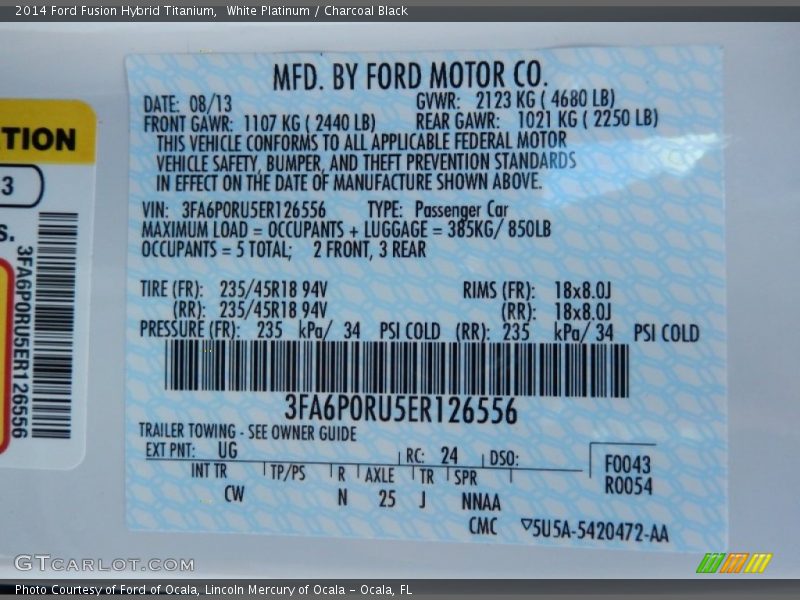 2014 Ford Fusion Hybrid Titanium,  White Platinum / Charcoal Black
TION
3
S.
3FA6P0RU5ER126556
MFD. BY FORD MOTOR CO.
DATE: 08/13 GVWR: 2123 KG ( 4680 LB)
FRONT GAWR: 1107 KG ( 2440 LB) REAR GAWR: 1021 KG ( 2250 LB)
THIS VEHICLE CONFORMS TO ALL APPLICABLE FEDERAL MOTOR
VEHICLE SAFETY, BUMPER, AND THEFT PREVENTION STANDARDS
IN EFFECT ON THE DATE OF MANUFACTURE SHOWN ABOVE.
VIN: 3FA6P0RU5ER126556 TYPE: Passenger Car
MAXIMUM LOAD = OCCUPANTS + LUGGAGE = 385KG/ 850LB
OCCUPANTS = 5 TOTAL; 2 FRONT, 3 REAR
TIRE (FR): 235/45R18 94V RIMS (FR): 18x8.0J
(RR): 235/45R18 94V (RR): 18x8.0J
PRESSURE (FR): 235 kPa/ 34 PSI COLD (RR): 235 kPa/ 34 PSI COLD
3FA6P0RU5ER126556
TRAILER TOWING - SEE OWNER GUIDE
EXT PNT: UG RC: 24 DSO: F0043
INT TR TP/PS R AXLE TR SPR R0054
CW N 25 J NNAA
CMC ▽5U5A-5420472-AA
GTCARLOT.COM
Photo Courtesy of Ford of Ocala, Lincoln Mercury of Ocala – Ocala, FL